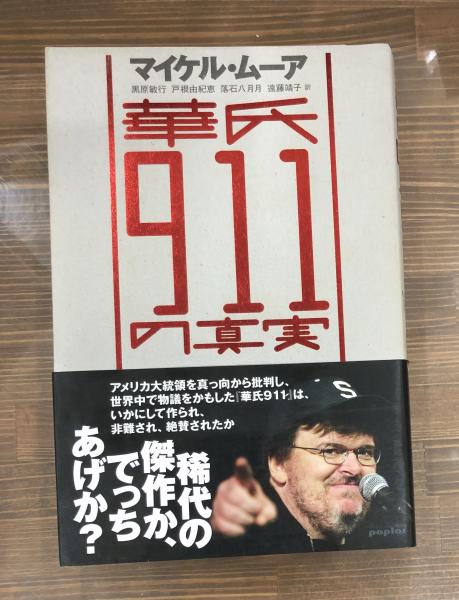 マイケル・ムーア
黒原敏行 戸根由紀恵 落石八月月 遠藤靖子 訳
華氏
911
の真実
アメリカ大統領を真っ向から批判し、
世界中で物議をかもした『華氏911』は、
いかにして作られ、
非難され、絶賛されたか
稀代の
傑作か、
でっち
あげか?
S
poplar